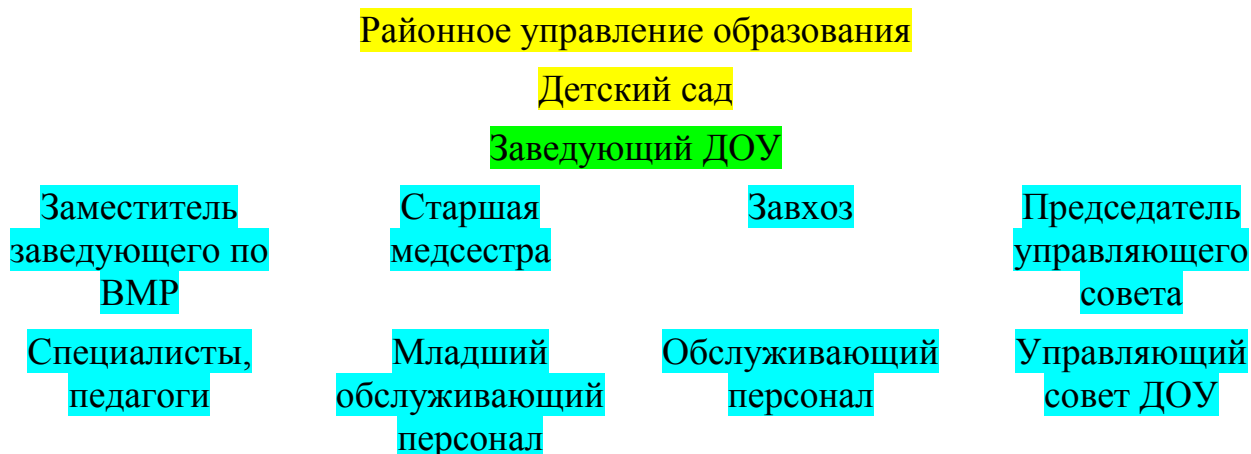 Районное управление образования
Детский сад
Заведующий ДОУ
Заместитель
заведующего по
ВМР
Старшая
медсестра
Завхоз
Председатель
управляющего
совета
Специалисты,
педагоги
Младший
обслуживающий
персонал
Обслуживающий
персонал
Управляющий
совет ДОУ